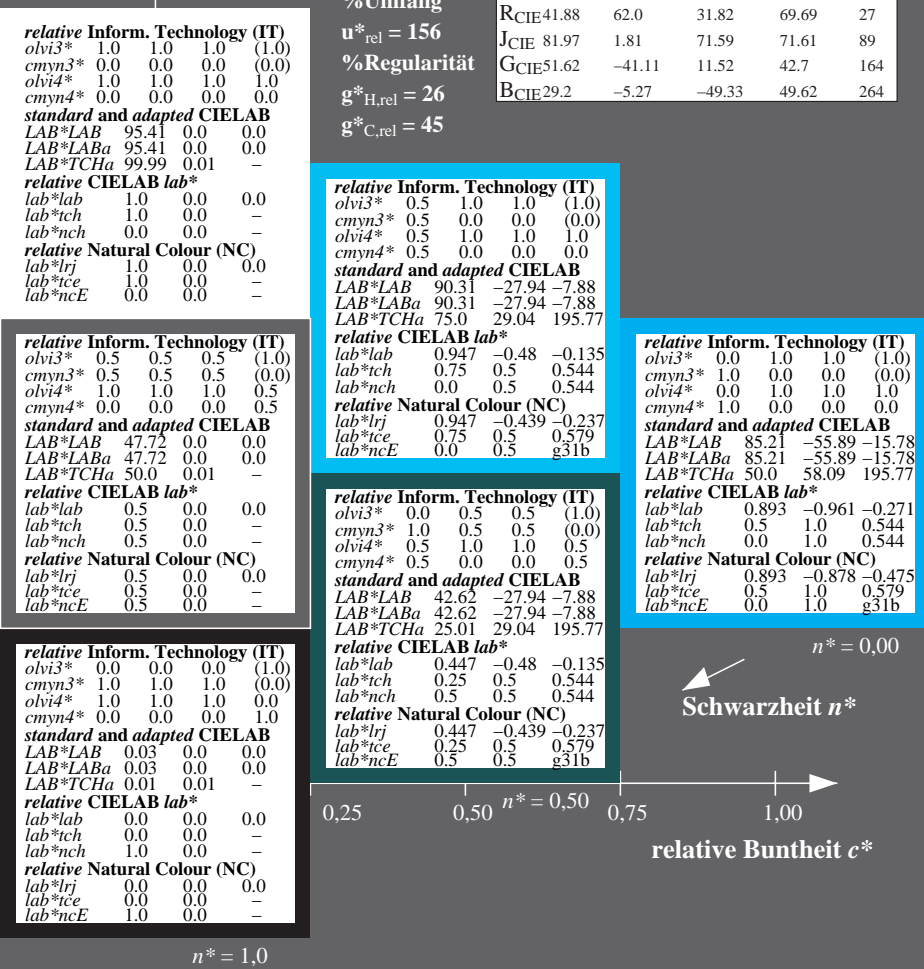 %Umfang
u*rel = 156
%Regularität
g*H,rel = 26
g*C,rel = 45
RCIE 41.88 62.0 31.82 69.69 27
JCIE 81.97 1.81 71.59 71.61 89
GCIE 51.62 −41.11 11.52 42.7 164
BCIE 29.2 −5.27 −49.33 49.62 264
relative Inform. Technology (IT)
olvi3* 1.0 1.0 1.0 (1.0)
cmyn3* 0.0 0.0 0.0 (0.0)
olvi4* 1.0 1.0 1.0 1.0
cmyn4* 0.0 0.0 0.0 0.0
standard and adapted CIELAB
LAB*LAB 95.41 0.0 0.0
LAB*LABa 95.41 0.0 0.0
LAB*TCHa 99.99 0.01 –
relative CIELAB lab*
lab*lab 1.0 0.0 0.0
lab*tch 1.0 0.0 –
lab*nch 0.0 0.0 –
relative Natural Colour (NC)
lab*lrj 1.0 0.0 0.0
lab*tce 1.0 0.0 –
lab*ncE 0.0 0.0 –
relative Inform. Technology (IT)
olvi3* 0.5 1.0 1.0 (1.0)
cmyn3* 0.5 0.0 0.0 (0.0)
olvi4* 0.5 1.0 1.0 1.0
cmyn4* 0.5 0.0 0.0 0.0
standard and adapted CIELAB
LAB*LAB 90.31 −27.94 −7.88
LAB*LABa 90.31 −27.94 −7.88
LAB*TCHa 75.0 29.04 195.77
relative CIELAB lab*
lab*lab 0.947 −0.48 −0.135
lab*tch 0.75 0.5 0.544
lab*nch 0.0 0.5 0.544
relative Natural Colour (NC)
lab*lrj 0.947 −0.439 −0.237
lab*tce 0.75 0.5 0.579
lab*ncE 0.0 0.5 g31b
relative Inform. Technology (IT)
olvi3* 0.5 0.5 0.5 (1.0)
cmyn3* 0.5 0.5 0.5 (0.0)
olvi4* 1.0 1.0 1.0 0.5
cmyn4* 0.0 0.0 0.0 0.5
standard and adapted CIELAB
LAB*LAB 47.72 0.0 0.0
LAB*LABa 47.72 0.0 0.0
LAB*TCHa 50.0 0.01 –
relative CIELAB lab*
lab*lab 0.5 0.0 0.0
lab*tch 0.5 0.0 –
lab*nch 0.5 0.0 –
relative Natural Colour (NC)
lab*lrj 0.5 0.0 0.0
lab*tce 0.5 0.0 –
lab*ncE 0.5 0.0 –
relative Inform. Technology (IT)
olvi3* 0.0 1.0 1.0 (1.0)
cmyn3* 1.0 0.0 0.0 (0.0)
olvi4* 0.0 1.0 1.0 1.0
cmyn4* 1.0 0.0 0.0 0.0
standard and adapted CIELAB
LAB*LAB 85.21 −55.89 −15.78
LAB*LABa 85.21 −55.89 −15.78
LAB*TCHa 50.0 58.09 195.77
relative CIELAB lab*
lab*lab 0.893 −0.961 −0.271
lab*tch 0.5 1.0 0.544
lab*nch 0.0 1.0 0.544
relative Natural Colour (NC)
lab*lrj 0.893 −0.878 −0.475
lab*tce 0.5 1.0 0.579
lab*ncE 0.0 1.0 g31b
relative Inform. Technology (IT)
olvi3* 0.0 0.5 0.5 (1.0)
cmyn3* 1.0 0.5 0.5 (0.0)
olvi4* 0.5 1.0 1.0 0.5
cmyn4* 0.5 0.0 0.0 0.5
standard and adapted CIELAB
LAB*LAB 42.62 −27.94 −7.88
LAB*LABa 42.62 −27.94 −7.88
LAB*TCHa 25.01 29.04 195.77
relative CIELAB lab*
lab*lab 0.447 −0.48 −0.135
lab*tch 0.25 0.5 0.544
lab*nch 0.5 0.5 0.544
relative Natural Colour (NC)
lab*lrj 0.447 −0.439 −0.237
lab*tce 0.25 0.5 0.579
lab*ncE 0.5 0.5 g31b
relative Inform. Technology (IT)
olvi3* 0.0 0.0 0.0 (1.0)
cmyn3* 1.0 1.0 1.0 (0.0)
olvi4* 1.0 1.0 1.0 0.0
cmyn4* 0.0 0.0 0.0 1.0
standard and adapted CIELAB
LAB*LAB 0.03 0.0 0.0
LAB*LABa 0.03 0.0 0.0
LAB*TCHa 0.01 0.01 –
relative CIELAB lab*
lab*lab 0.0 0.0 0.0
lab*tch 0.0 0.0 –
lab*nch 1.0 0.0 –
relative Natural Colour (NC)
lab*lrj 0.0 0.0 0.0
lab*tce 0.0 0.0 –
lab*ncE 1.0 0.0 –
n* = 0,00
Schwarzheit n*
n* = 0,50
0,25 0,50 0,75 1,00
relative Buntheit c*
n* = 1,0